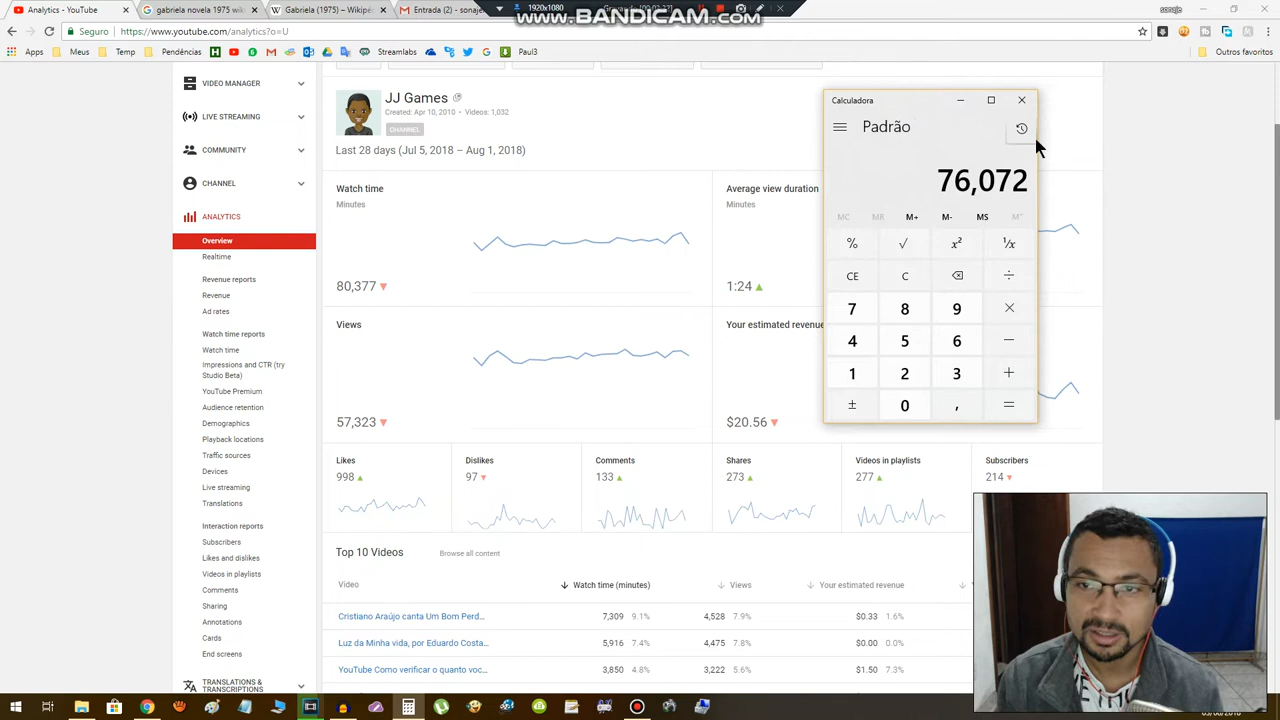 Analytics - YouTube
gabriela novela 1975 -
Gabriela (1975) – Wikip
Entrada (2) - sonaje
1920x1080
www.BANDICAM.com
Seguro
https://www.youtube.com/analytics?o=U
Apps
Meus
Temp
Pendências
Streamlabs
Paul3
Outros favoritos
VIDEO MANAGER
LIVE STREAMING
COMMUNITY
CHANNEL
ANALYTICS
Overview
Realtime
Revenue reports
Revenue
Ad rates
Watch time reports
Watch time
Impressions and CTR (try
Studio Beta)
YouTube Premium
Audience retention
Demographics
Playback locations
Traffic sources
Devices
Live streaming
Translations
Interaction reports
Subscribers
Likes and dislikes
Videos in playlists
Comments
Sharing
Annotations
Cards
End screens
TRANSLATIONS &
TRANSCRIPTIONS
JJ Games
Created: Apr 10, 2010 • Videos: 1,032
CHANNEL
Last 28 days (Jul 5, 2018 – Aug 1, 2018)
Watch time
Minutes
80,377
Average view duration
Minutes
1:24
Views
57,323
Your estimated revenue
$20.56
Likes
998
Dislikes
97
Comments
133
Shares
273
Videos in playlists
277
Subscribers
214
Top 10 Videos
Browse all content
Video
Watch time (minutes)
Views
Your estimated revenue
Cristiano Araújo canta Um Bom Perd...
7,309 9.1%
4,528 7.9%
$0.33 1.6%
Luz da Minha vida, por Eduardo Costa...
5,916 7.4%
4,475 7.8%
$0.00 0.0%
YouTube Como verificar o quanto voc...
3,850 4.8%
3,222 5.6%
$1.50 7.3%
Calculadora
Padrão
76,072
MC MR M+ M- MS
% √ x² ¹/x
CE C ÷
7 8 9 ×
4 5 6 −
1 2 3 +
± 0 , =